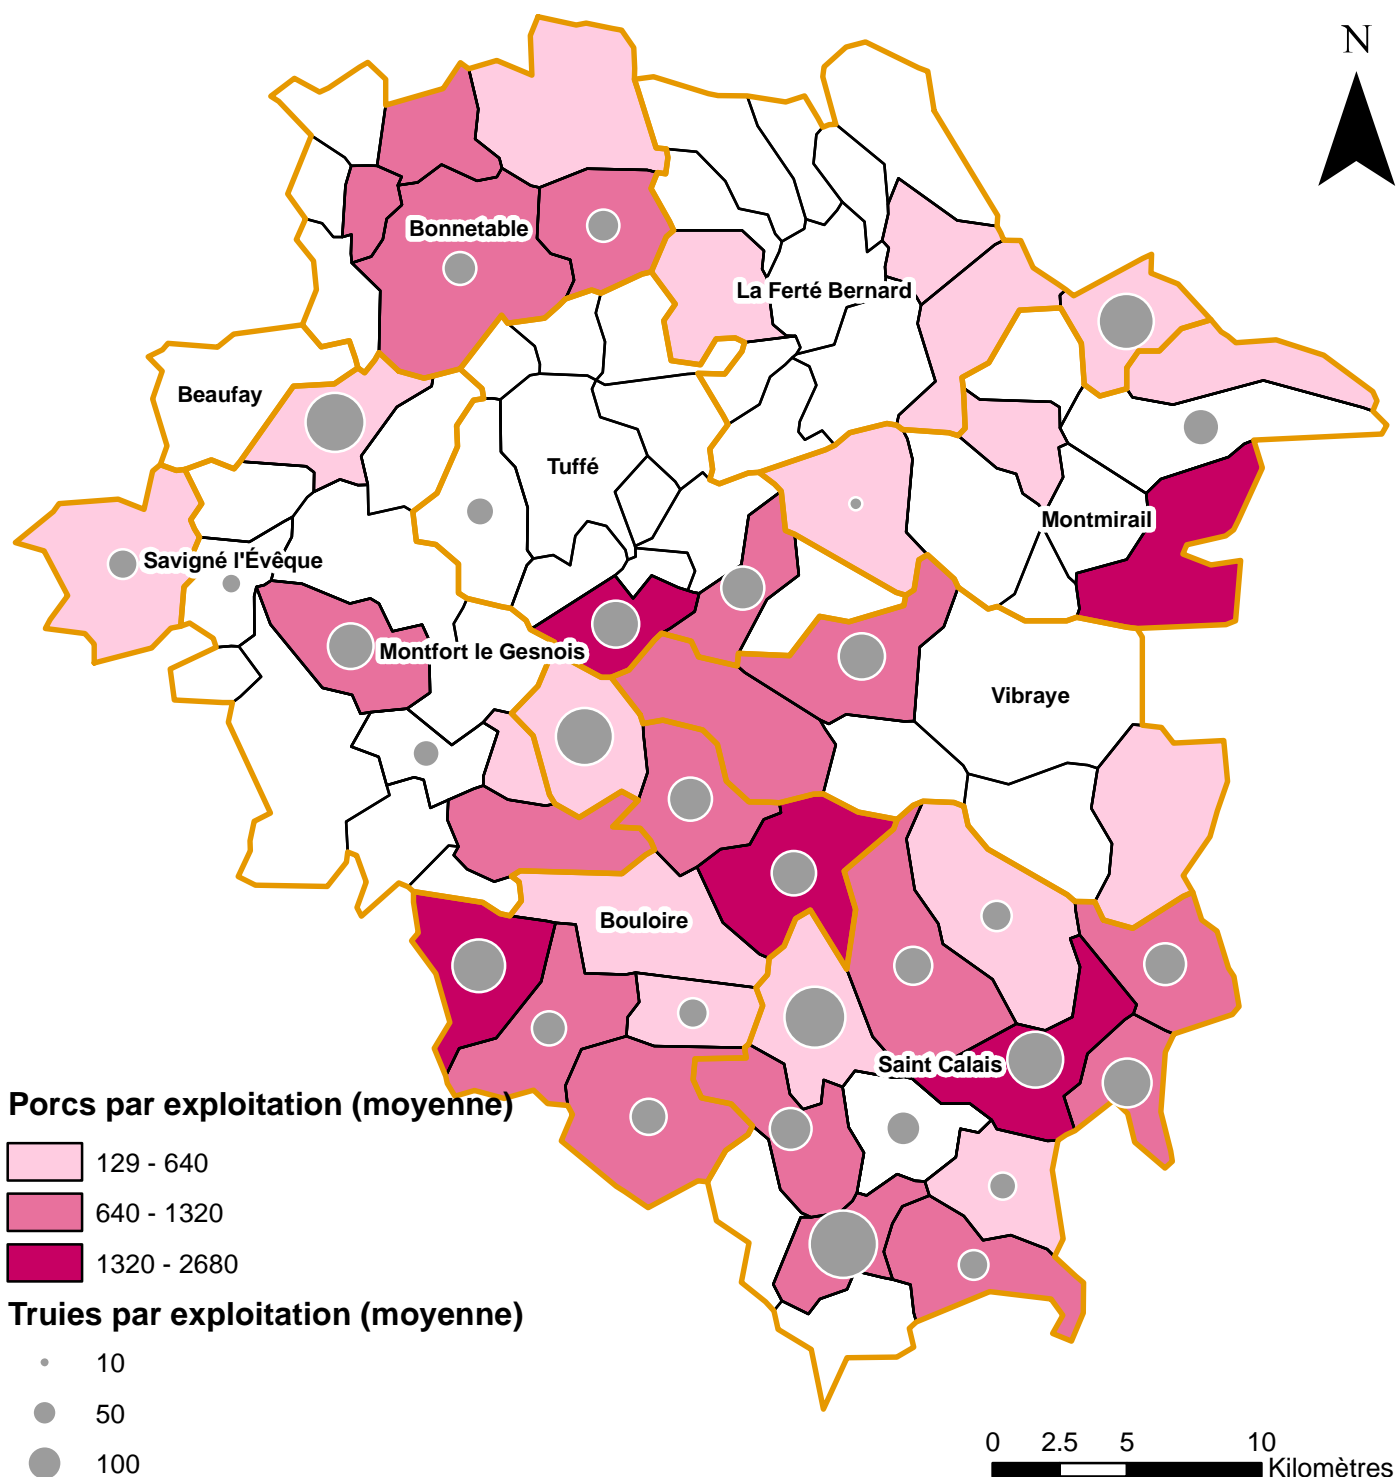 N
Bonnetable
La Ferté Bernard
Beaufay
Tuffé
Montmirail
Savigné l'Évêque
Montfort le Gesnois
Vibraye
Bouloire
Saint Calais
Porcs par exploitation (moyenne)
129 - 640
640 - 1320
1320 - 2680
Truies par exploitation (moyenne)
10
50
100
0 2.5 5 10
Kilomètres